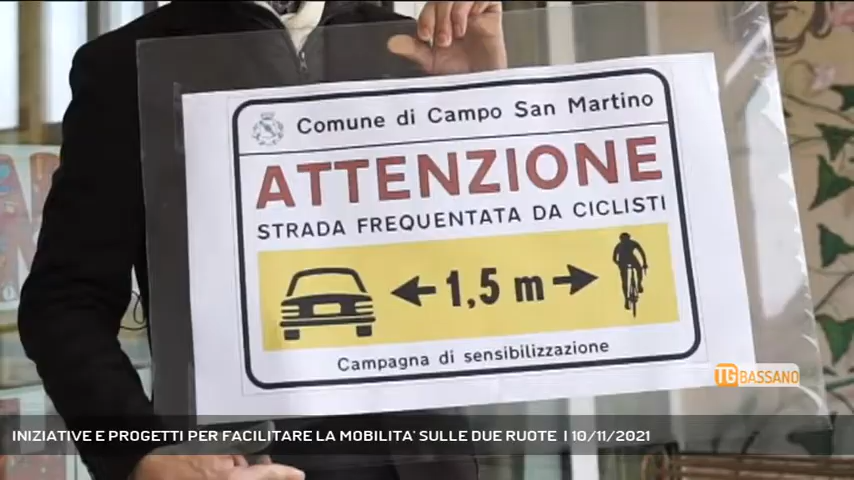 Comune di Campo San Martino
ATTENZIONE
STRADA FREQUENTATA DA CICLISTI
1,5 m
Campagna di sensibilizzazione
TG BASSANO
INIZIATIVE E PROGETTI PER FACILITARE LA MOBILITA' SULLE DUE RUOTE | 10/11/2021